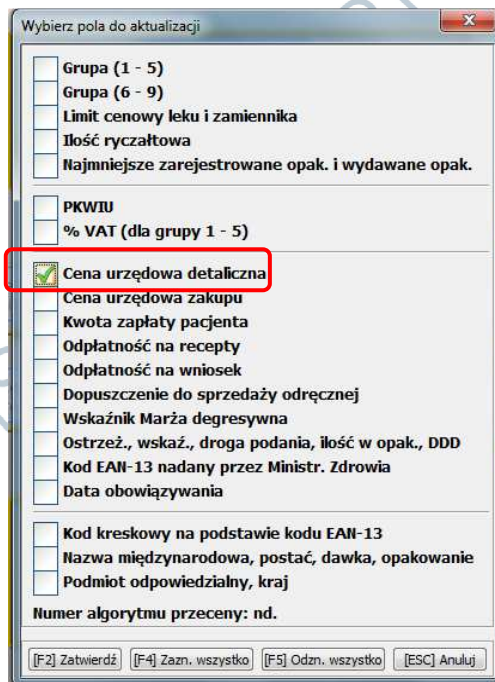 Wybierz pola do aktualizacji
Grupa (1 - 5)
Grupa (6 - 9)
Limit cenowy leku i zamiennika
Ilość ryczałtowa
Najmniejsze zarejestrowane opak. i wydawane opak.
PKWIU
% VAT (dla grupy 1 - 5)
Cena urzędowa detaliczna
Cena urzędowa zakupu
Kwota zapłaty pacjenta
Odpłatność na recepty
Odpłatność na wniosek
Dopuszczenie do sprzedaży odręcznej
Wskaźnik Marża degresywna
Ostrzeż., wskaź., droga podania, ilość w opak., DDD
Kod EAN-13 nadany przez Ministr. Zdrowia
Data obowiązywania
Kod kreskowy na podstawie kodu EAN-13
Nazwa międzynarodowa, postać, dawka, opakowanie
Podmiot odpowiedzialny, kraj
Numer algorytmu przeceny: nd.
[F2] Zatwierdź [F4] Zazn. wszystko [F5] Odzn. wszystko [ESC] Anuluj